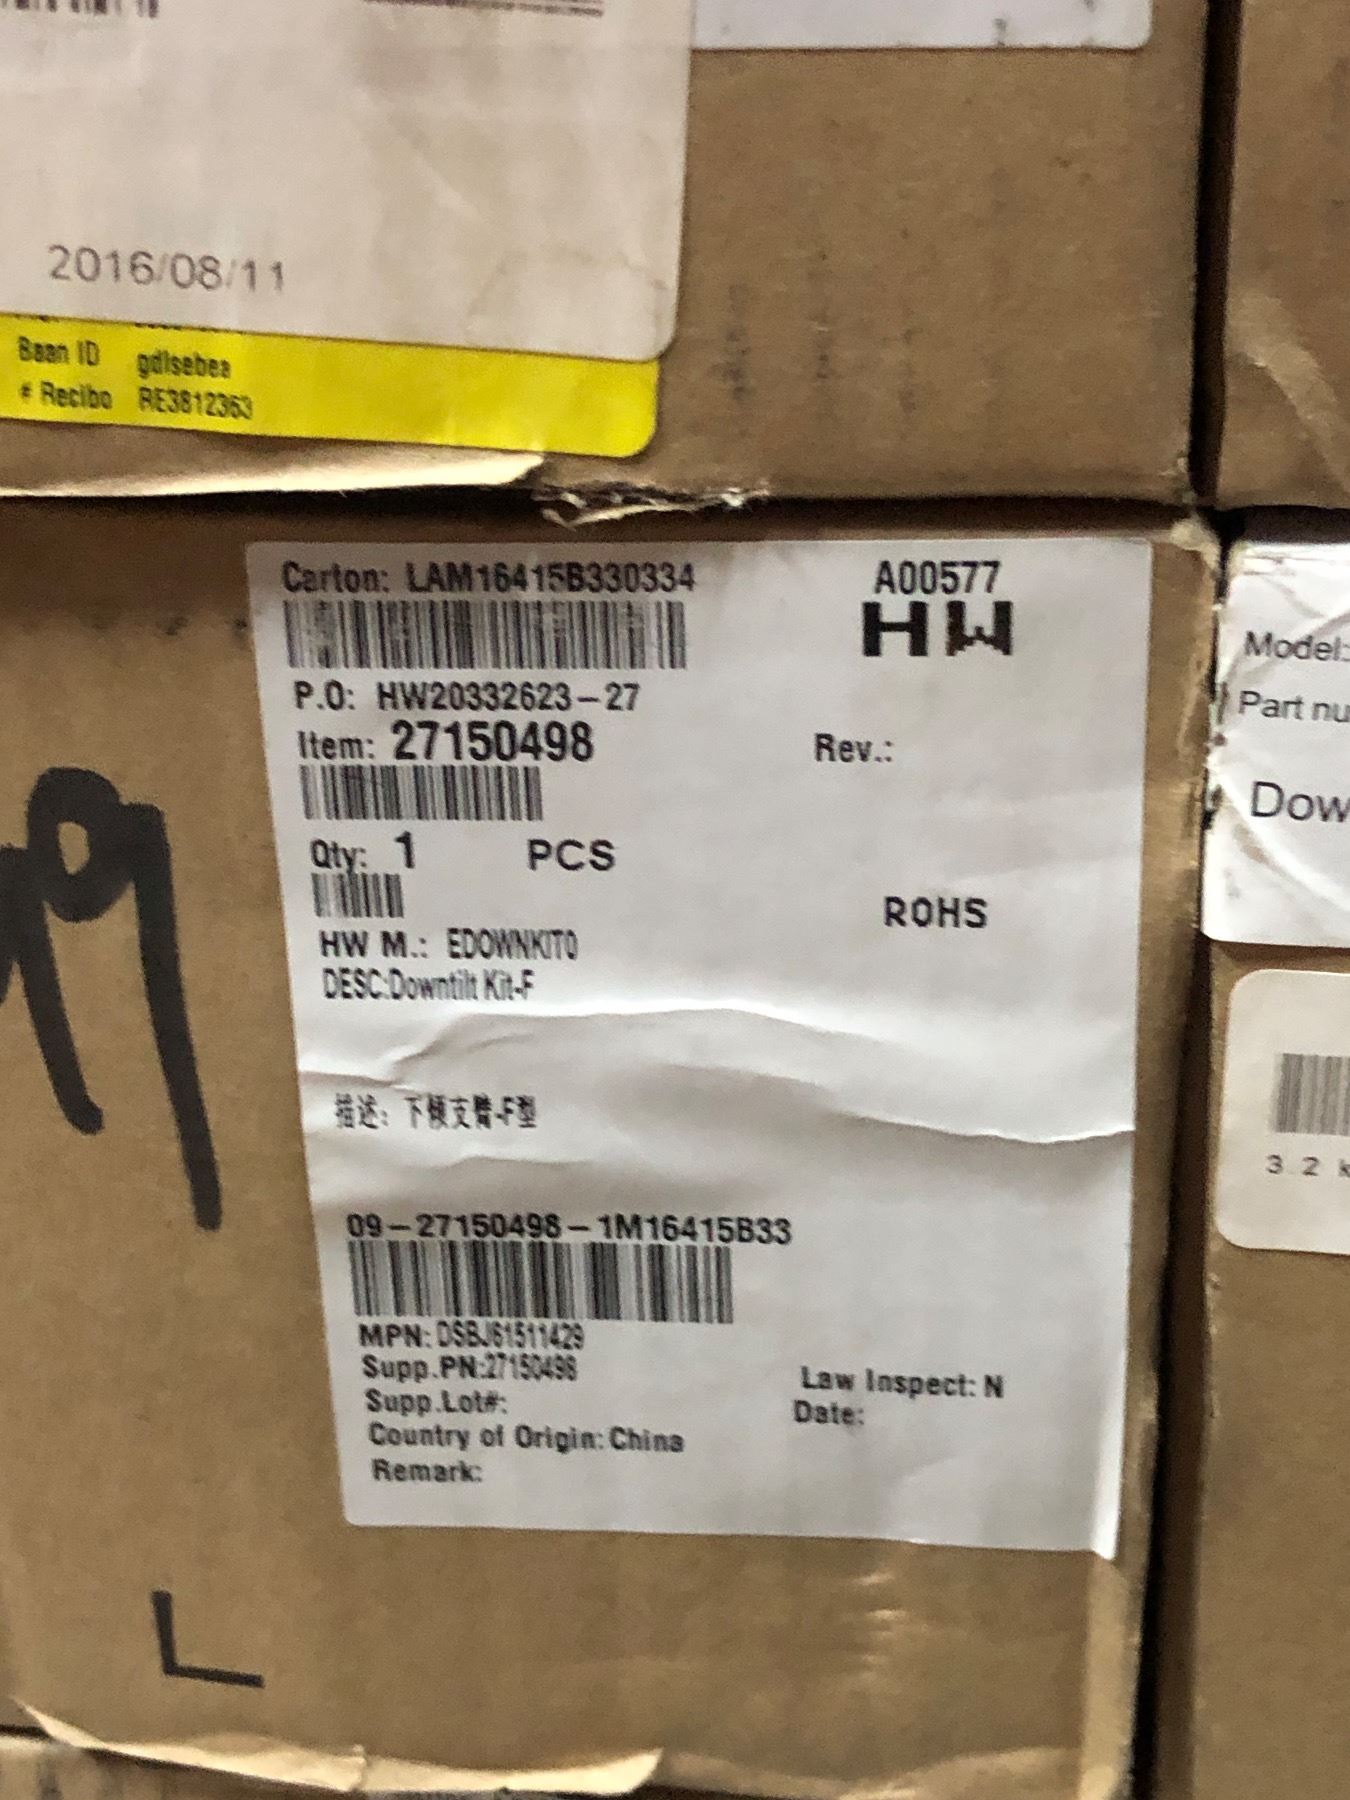 2016/08/11
Baan ID gdlsebea
# Recibo RE3812363
Carton: LAM16415B330334
A00577
HW
P.O: HW20332623-27
Item: 27150498
Rev.:
Qty: 1 PCS
ROHS
HW M.: EDOWNKIT0
DESC:Downtilt Kit-F
描述: 下倾支臂-F型
09-27150498-1M16415B33
MPN: DSBJ61511429
Supp.PN:27150498
Law Inspect: N
Supp.Lot#:
Date:
Country of Origin: China
Remark:
L
Model:
Part nu
Dow
3.2 k